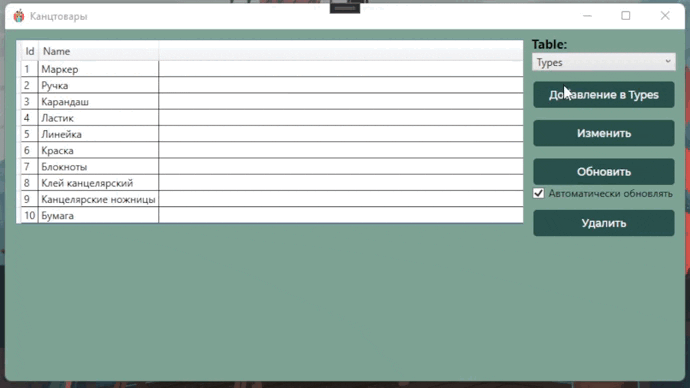 Канцтовары
Id Name
1 Маркер
2 Ручка
3 Карандаш
4 Ластик
5 Линейка
6 Краска
7 Блокноты
8 Клей канцелярский
9 Канцелярские ножницы
10 Бумага
Table:
Types
Добавление в Types
Изменить
Обновить
Автоматически обновлять
Удалить